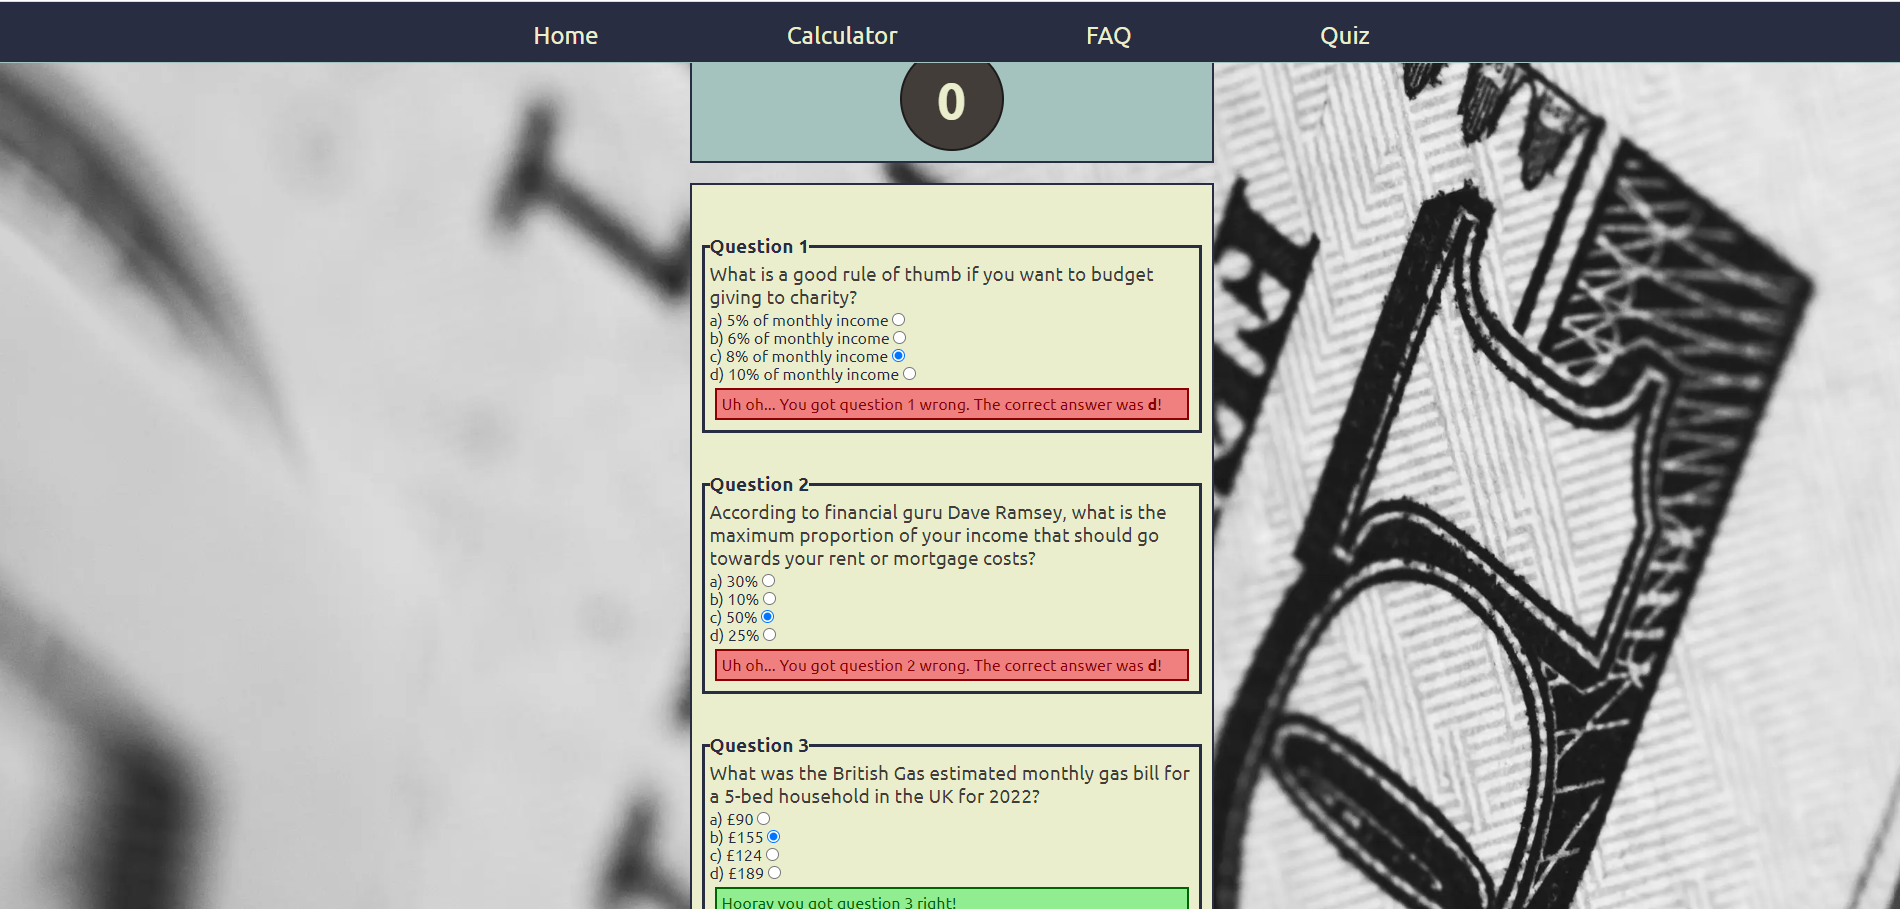 Home Calculator FAQ Quiz
0
Question 1
What is a good rule of thumb if you want to budget
giving to charity?
a) 5% of monthly income
b) 6% of monthly income
c) 8% of monthly income
d) 10% of monthly income
Uh oh... You got question 1 wrong. The correct answer was d!
Question 2
According to financial guru Dave Ramsey, what is the
maximum proportion of your income that should go
towards your rent or mortgage costs?
a) 30%
b) 10%
c) 50%
d) 25%
Uh oh... You got question 2 wrong. The correct answer was d!
Question 3
What was the British Gas estimated monthly gas bill for
a 5-bed household in the UK for 2022?
a) £90
b) £155
c) £124
d) £189
Hooray you got question 3 right!